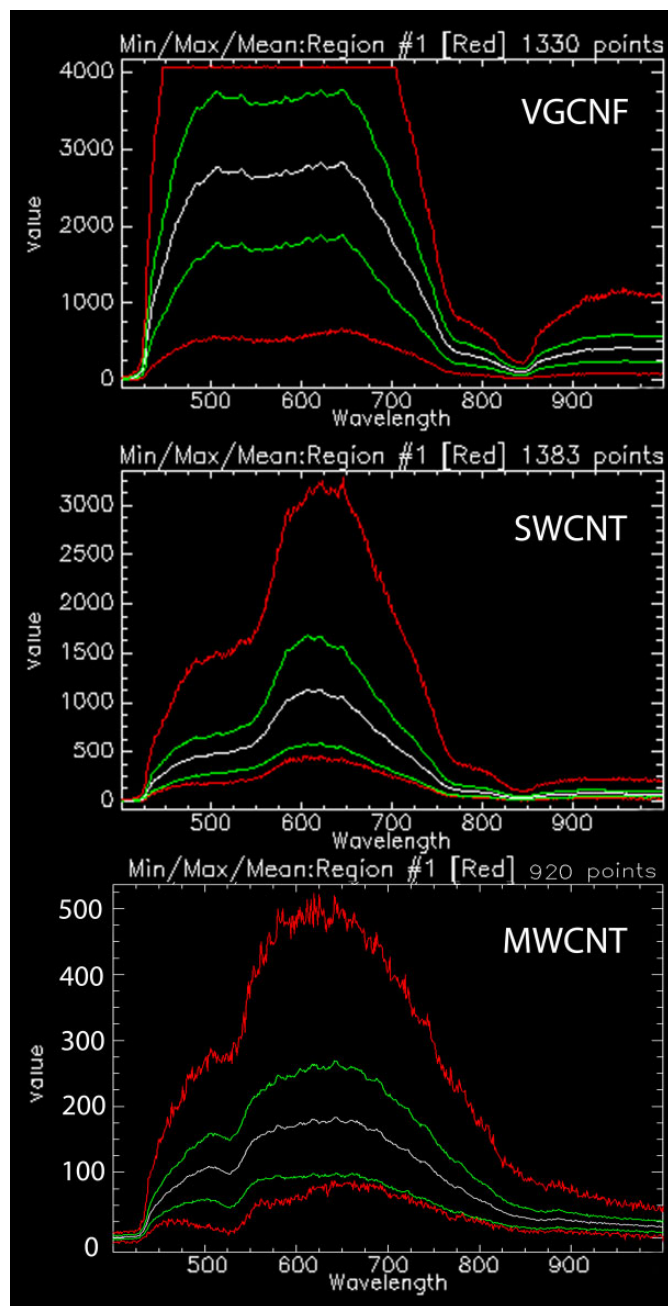 Min/Max/Mean:Region #1 [Red] 1330 points
VGCNF
4000
3000
2000
1000
0
Value
500 600 700 800 900
Wavelength
Min/Max/Mean:Region #1 [Red] 1383 points
SWCNT
3000
2500
2000
1500
1000
500
0
Value
500 600 700 800 900
Wavelength
Min/Max/Mean:Region #1 [Red] 920 points
MWCNT
500
400
300
200
100
0
Value
500 600 700 800 900
Wavelength